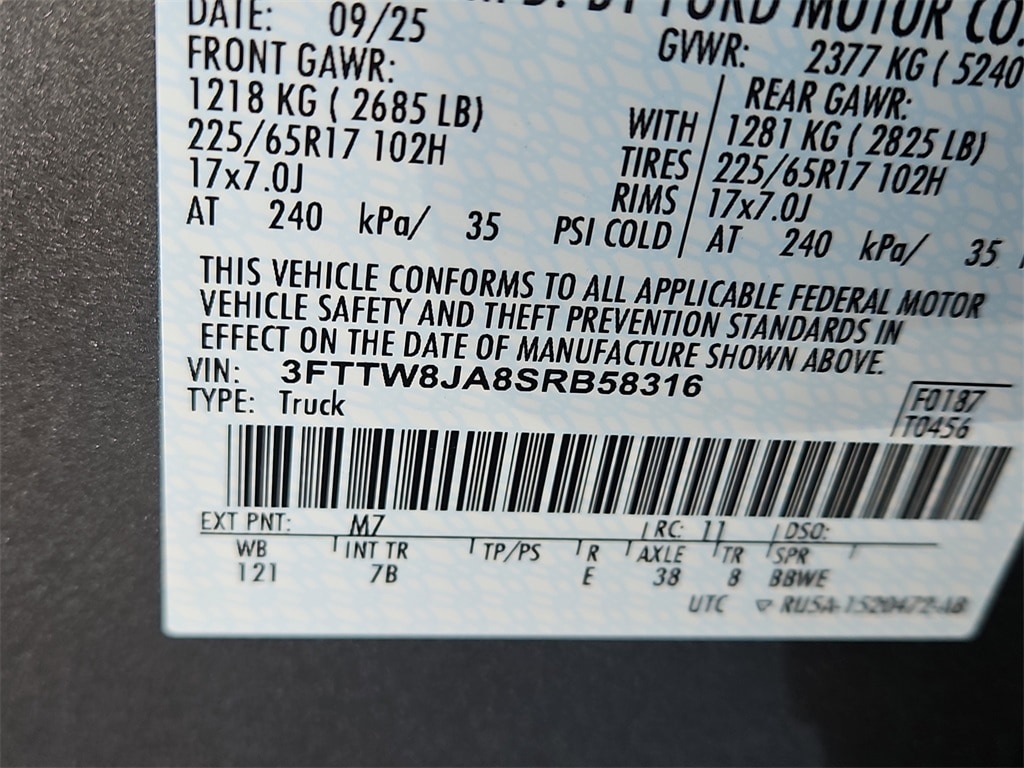 DATE: 09/25
BY FORD MOTOR CO.
GVWR: 2377 KG ( 5240
FRONT GAWR:
1218 KG ( 2685 LB)
225/65R17 102H
17x7.0J
AT 240 kPa/ 35 PSI COLD
WITH
TIRES
RIMS
REAR GAWR:
1281 KG ( 2825 LB)
225/65R17 102H
17x7.0J
AT 240 kPa/ 35
THIS VEHICLE CONFORMS TO ALL APPLICABLE FEDERAL MOTOR
VEHICLE SAFETY AND THEFT PREVENTION STANDARDS IN
EFFECT ON THE DATE OF MANUFACTURE SHOWN ABOVE.
VIN: 3FTTW8JA8SRB58316
TYPE: Truck
F0187
T0456
EXT PNT: M7 RC: 11 DSO:
WB INT TR TP/PS R AXLE TR SPR
121 7B E 38 8 BBWE
UTC ▽ RU5A-1520472-AB